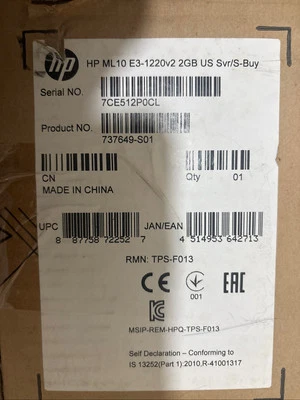 hp
HP ML10 E3-1220v2 2GB US Svr/S-Buy
Serial NO.
7CE512P0CL
Product NO.
737649-S01
CN
MADE IN CHINA
Qty 01
UPC
8 87758 72252 7
JAN/EAN
4 514953 642713
RMN: TPS-F013
CE
001
EAC
MSIP-REM-HPQ-TPS-F013
Self Declaration – Conforming to
IS 13252(Part 1):2010,R-41001317